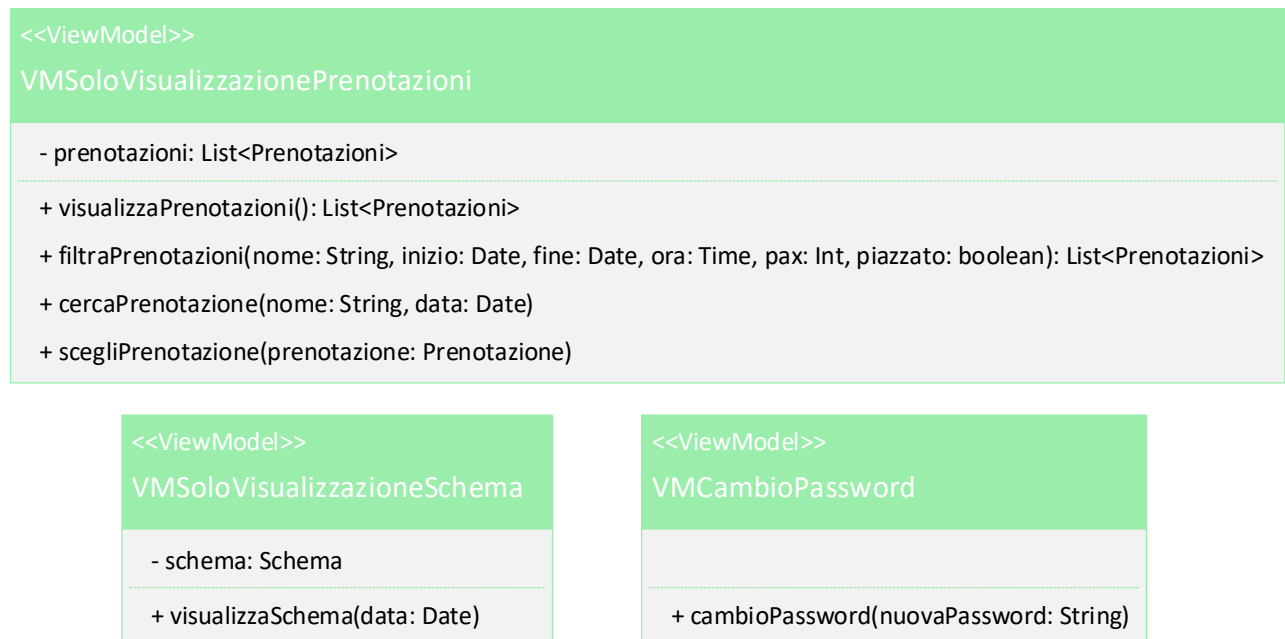 <<ViewModel>>
VMSoloVisualizzazionePrenotazioni
- prenotazioni: List<Prenotazioni>
+ visualizzaPrenotazioni(): List<Prenotazioni>
+ filtraPrenotazioni(nome: String, inizio: Date, fine: Date, ora: Time, pax: Int, piazzato: boolean): List<Prenotazioni>
+ cercaPrenotazione(nome: String, data: Date)
+ scegliPrenotazione(prenotazione: Prenotazione)
<<ViewModel>>
VMSoloVisualizzazioneSchema
- schema: Schema
+ visualizzaSchema(data: Date)
<<ViewModel>>
VMCambioPassword
+ cambioPassword(nuovaPassword: String)